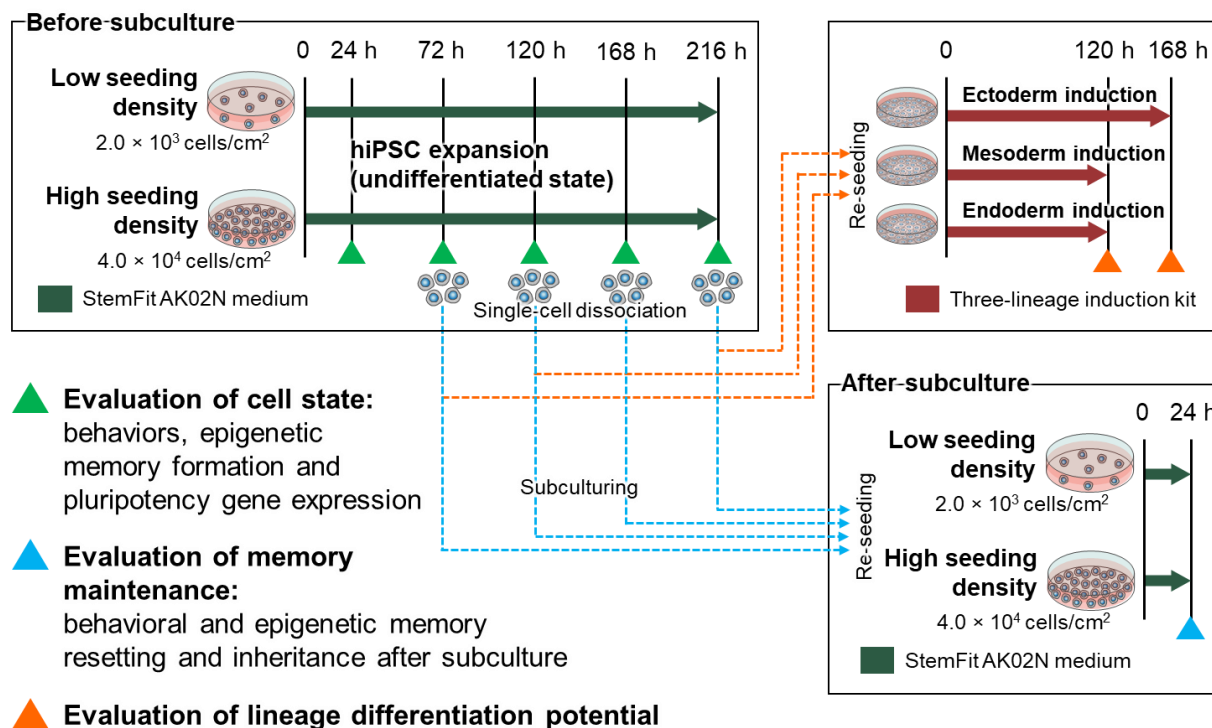 Before subculture
0 24 h 72 h 120 h 168 h 216 h
Low seeding
density
2.0 × 10³ cells/cm²
hiPSC expansion
(undifferentiated state)
High seeding
density
4.0 × 10⁴ cells/cm²
StemFit AK02N medium
Single-cell dissociation
0 120 h 168 h
Re-seeding
Ectoderm induction
Mesoderm induction
Endoderm induction
Three-lineage induction kit
Subculturing
After subculture
0 24 h
Re-seeding
Low seeding
density
2.0 × 10³ cells/cm²
High seeding
density
4.0 × 10⁴ cells/cm²
StemFit AK02N medium
Evaluation of cell state:
behaviors, epigenetic
memory formation and
pluripotency gene expression
Evaluation of memory
maintenance:
behavioral and epigenetic memory
resetting and inheritance after subculture
Evaluation of lineage differentiation potential